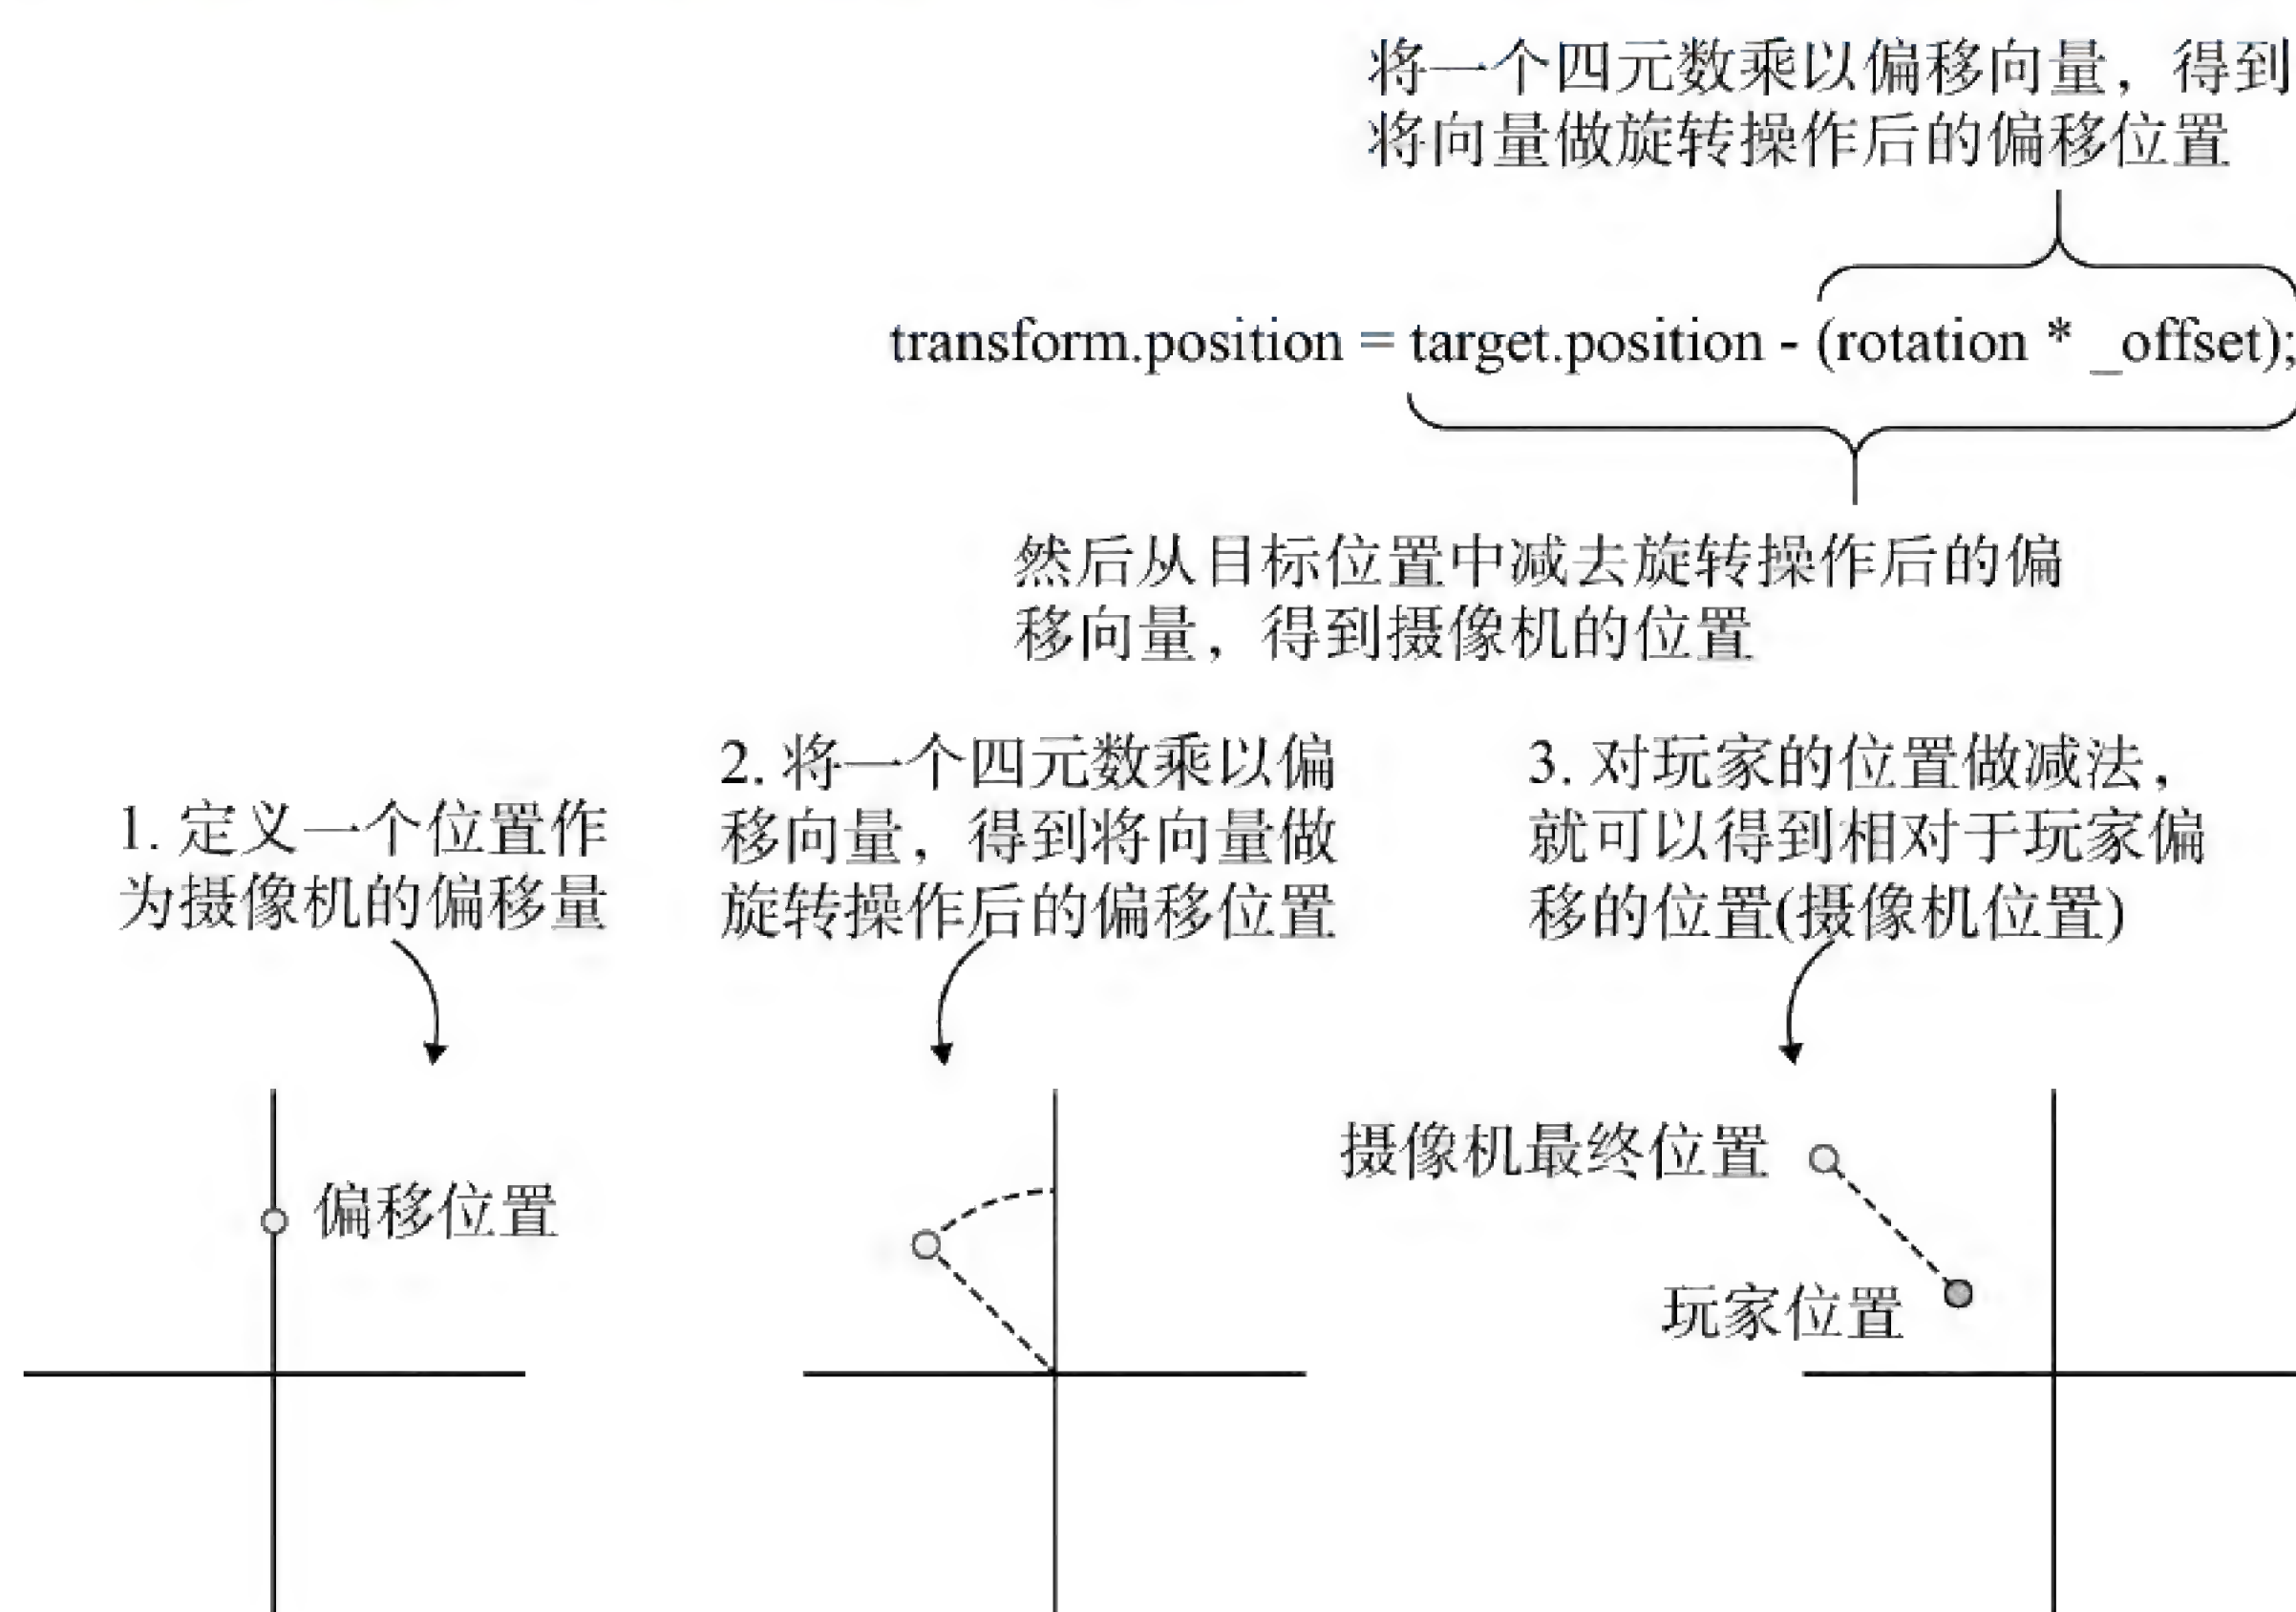 将一个四元数乘以偏移向量，得到
将向量做旋转操作后的偏移位置
transform.position = target.position - (rotation * _offset);
然后从目标位置中减去旋转操作后的偏
移向量，得到摄像机的位置
1. 定义一个位置作
为摄像机的偏移量
2. 将一个四元数乘以偏
移向量，得到将向量做
旋转操作后的偏移位置
3. 对玩家的位置做减法，
就可以得到相对于玩家偏
移的位置(摄像机位置)
偏移位置
摄像机最终位置
玩家位置